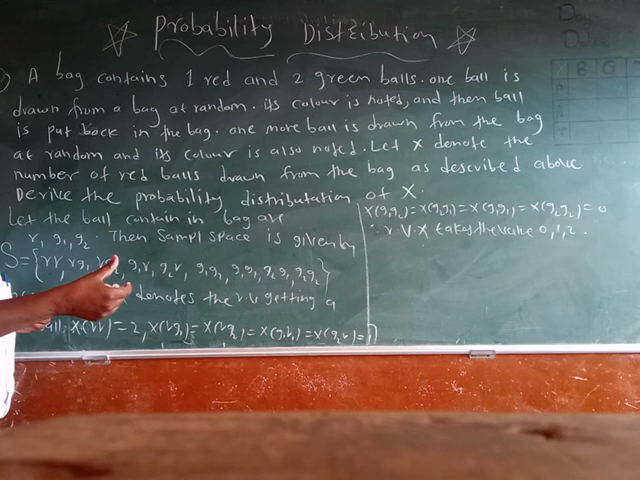 Probability Distribution
A bag contains 1 red and 2 green balls. one ball is
drawn from a bag at random. its colour is noted, and then ball
is put back in the bag. one more ball is drawn from the bag
at random and its colour is also noted. Let X denote the
number of red balls drawn from the bag as described above
Derive the probability distribution of X.
Let the ball contain in bag are
r, g₁, g₂. Then Sampl space is given by
S = {rr, rg₁, g₁r, g₂r, g₁g₂, g₁g₁, g₂g₁, g₂g₂}
denotes the r.v getting a
X(rr) = 2, X(rg₁) = X(rg₂) = X(g₁r) = X(g₂r) = 1
X(g₁g₂) = X(g₁g₁) = X(g₂g₁) = X(g₂g₂) = 0
∴ r.V. X takes the value 0, 1, 2.
Day
Date
B G